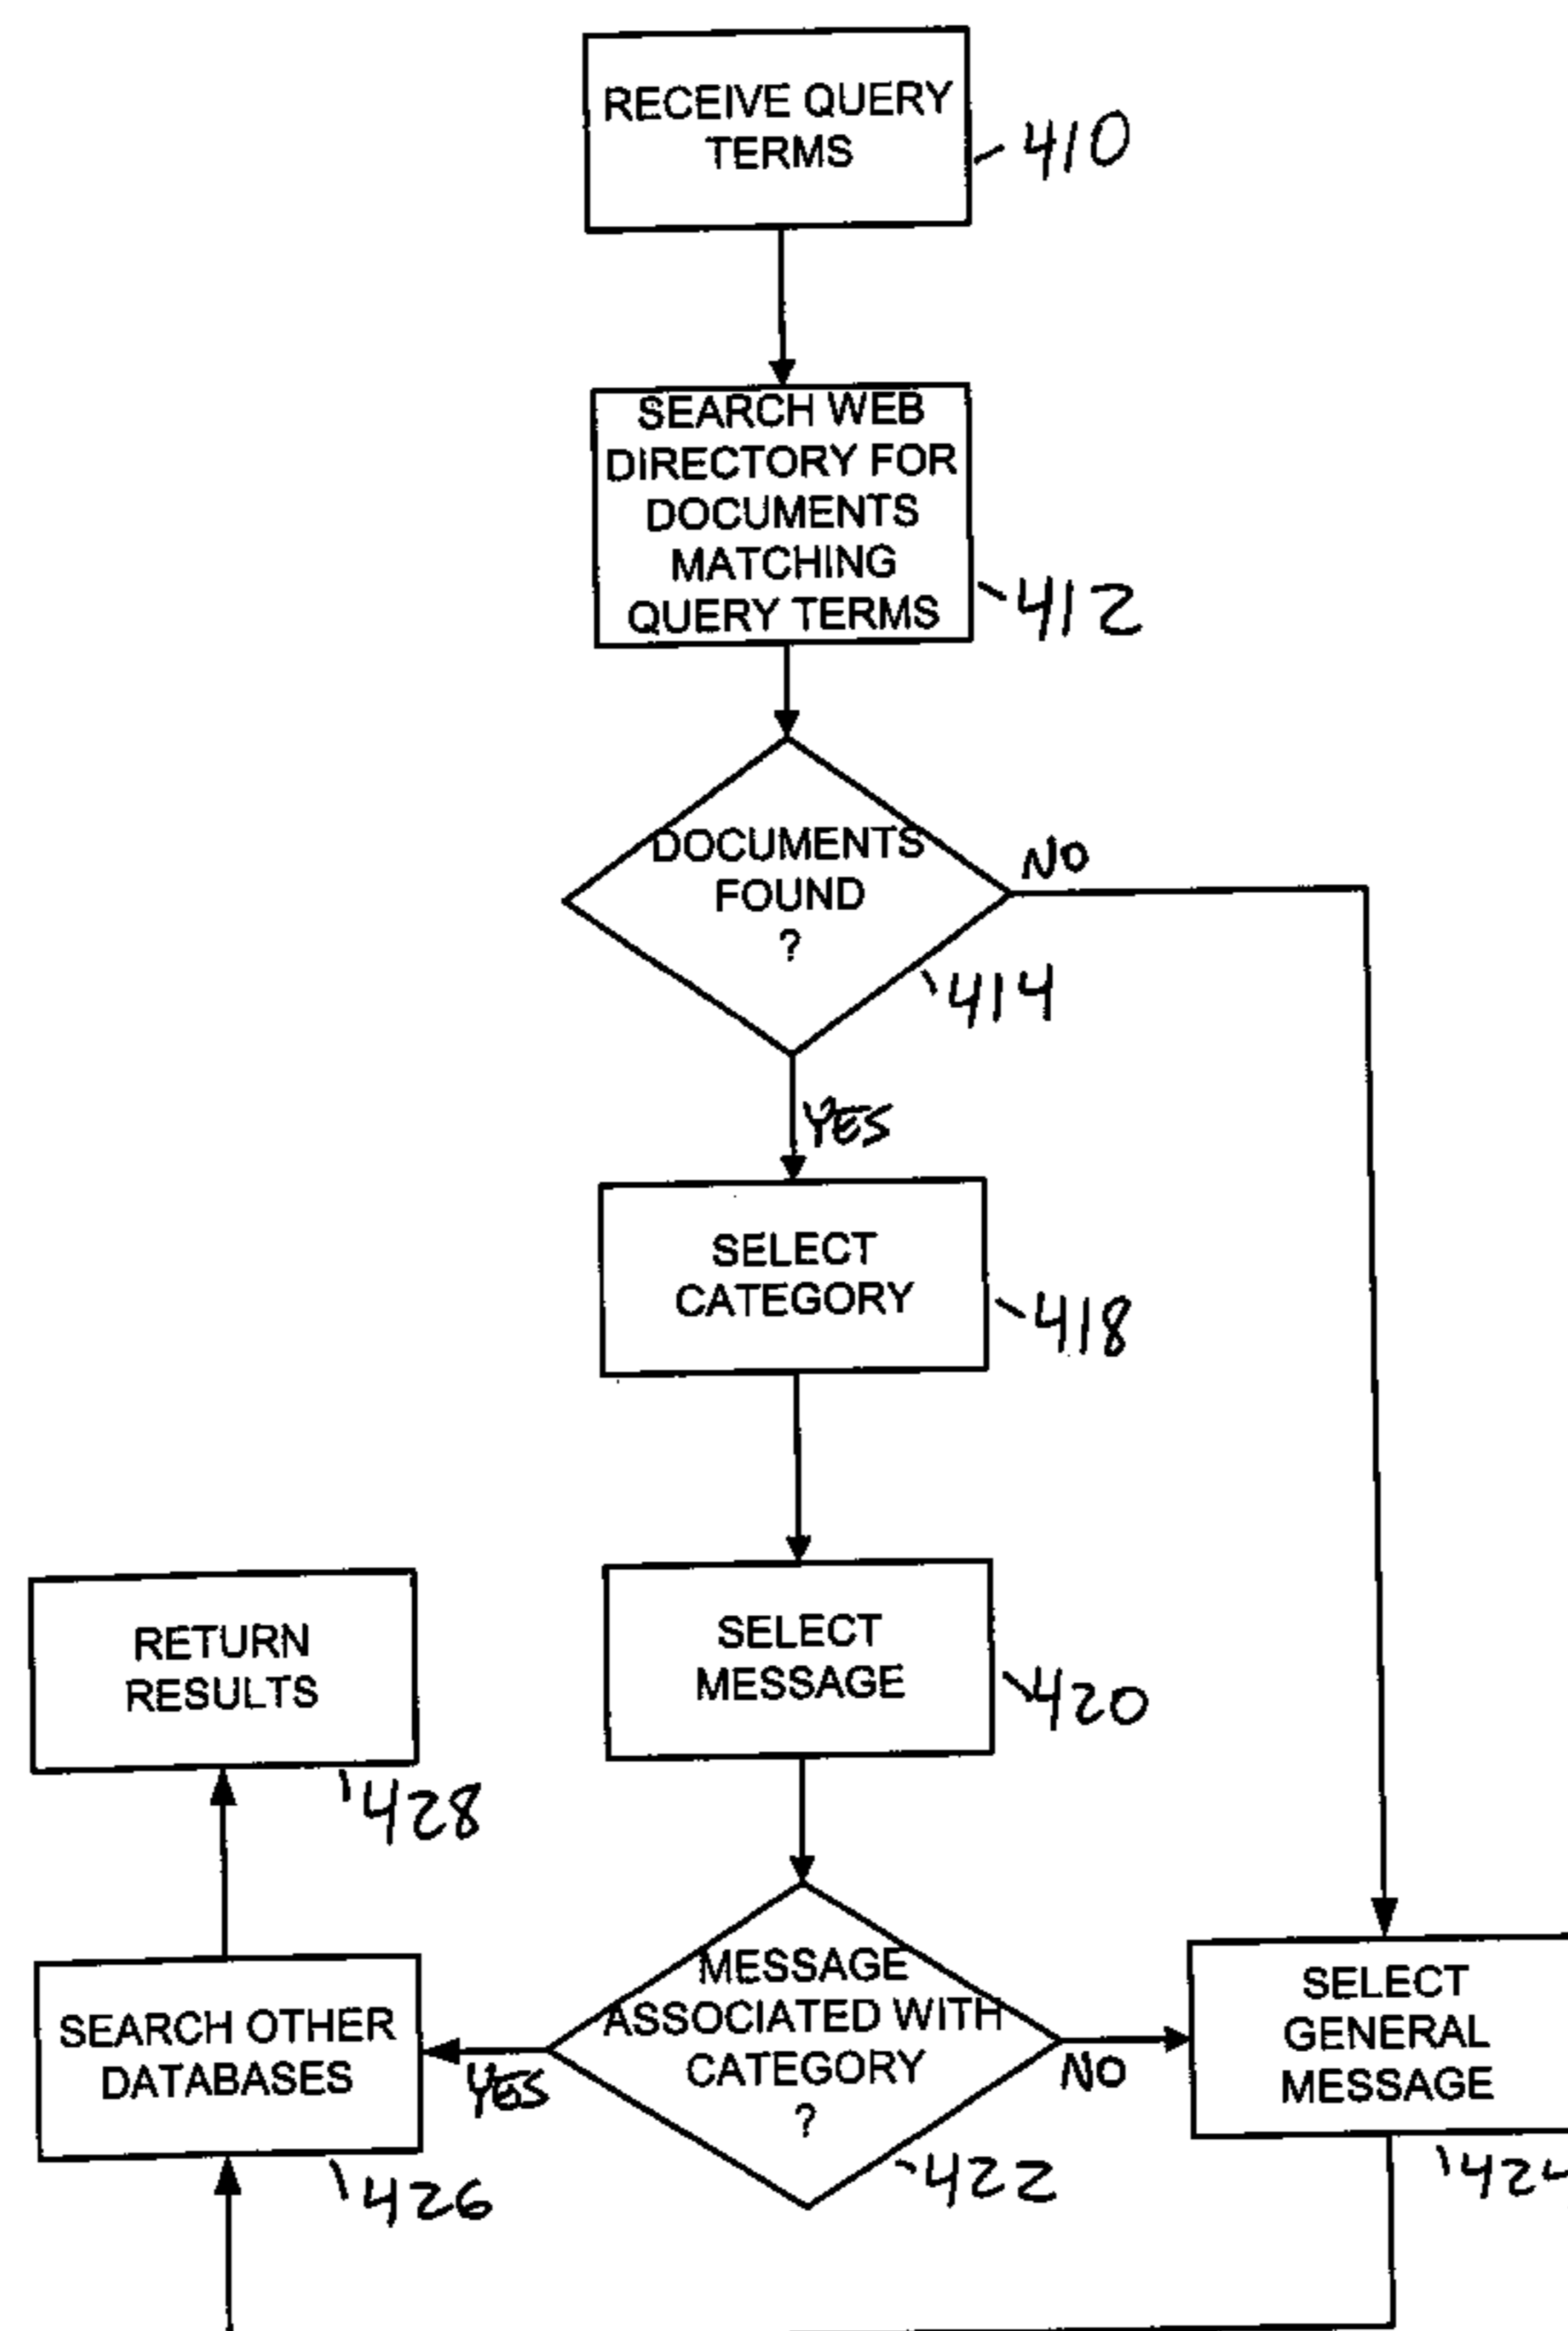 RECEIVE QUERY
TERMS
410
SEARCH WEB
DIRECTORY FOR
DOCUMENTS
MATCHING
QUERY TERMS
412
DOCUMENTS
FOUND
?
NO
414
YES
SELECT
CATEGORY
418
SELECT
MESSAGE
420
RETURN
RESULTS
428
MESSAGE
ASSOCIATED WITH
CATEGORY
?
422
YES
NO
SEARCH OTHER
DATABASES
426
SELECT
GENERAL
MESSAGE